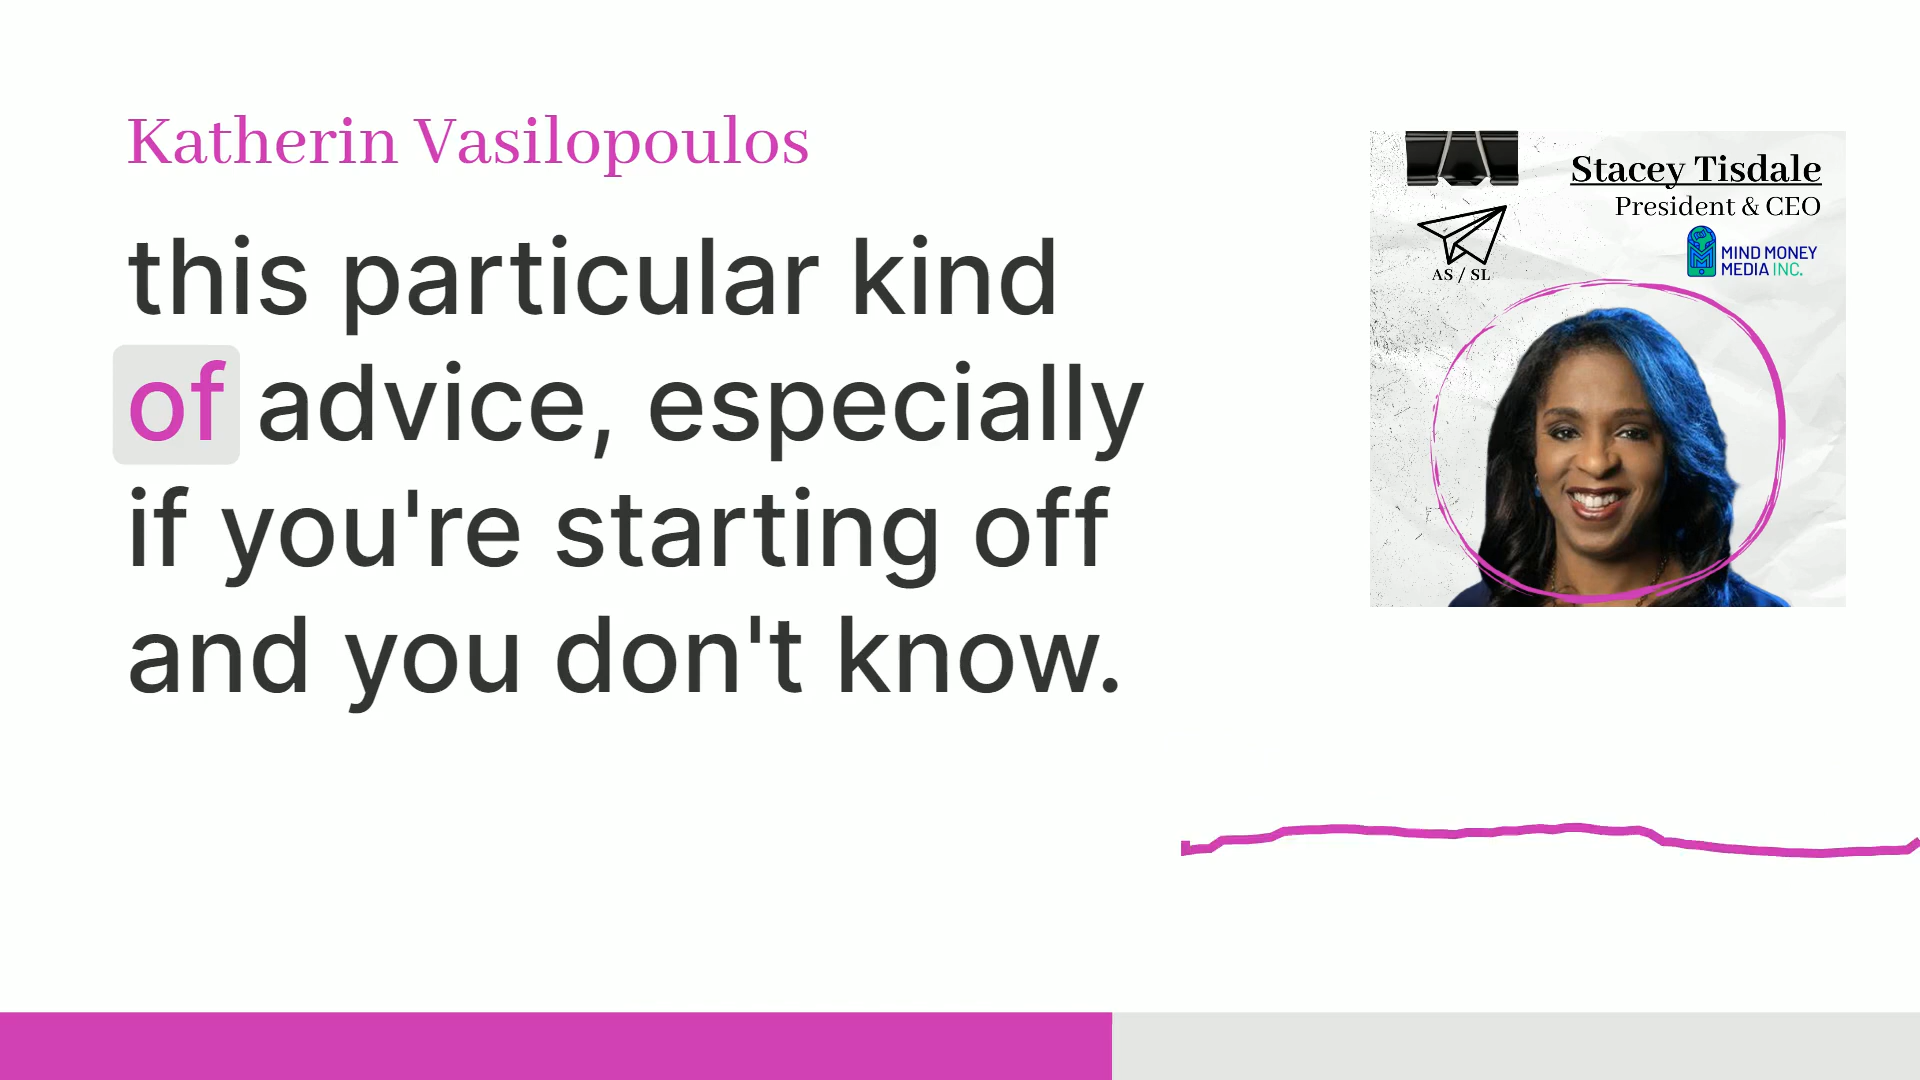 Katherin Vasilopoulos
this particular kind
of advice, especially
if you're starting off
and you don't know.
Stacey Tisdale
President & CEO
MIND MONEY
MEDIA INC.
AS / SL